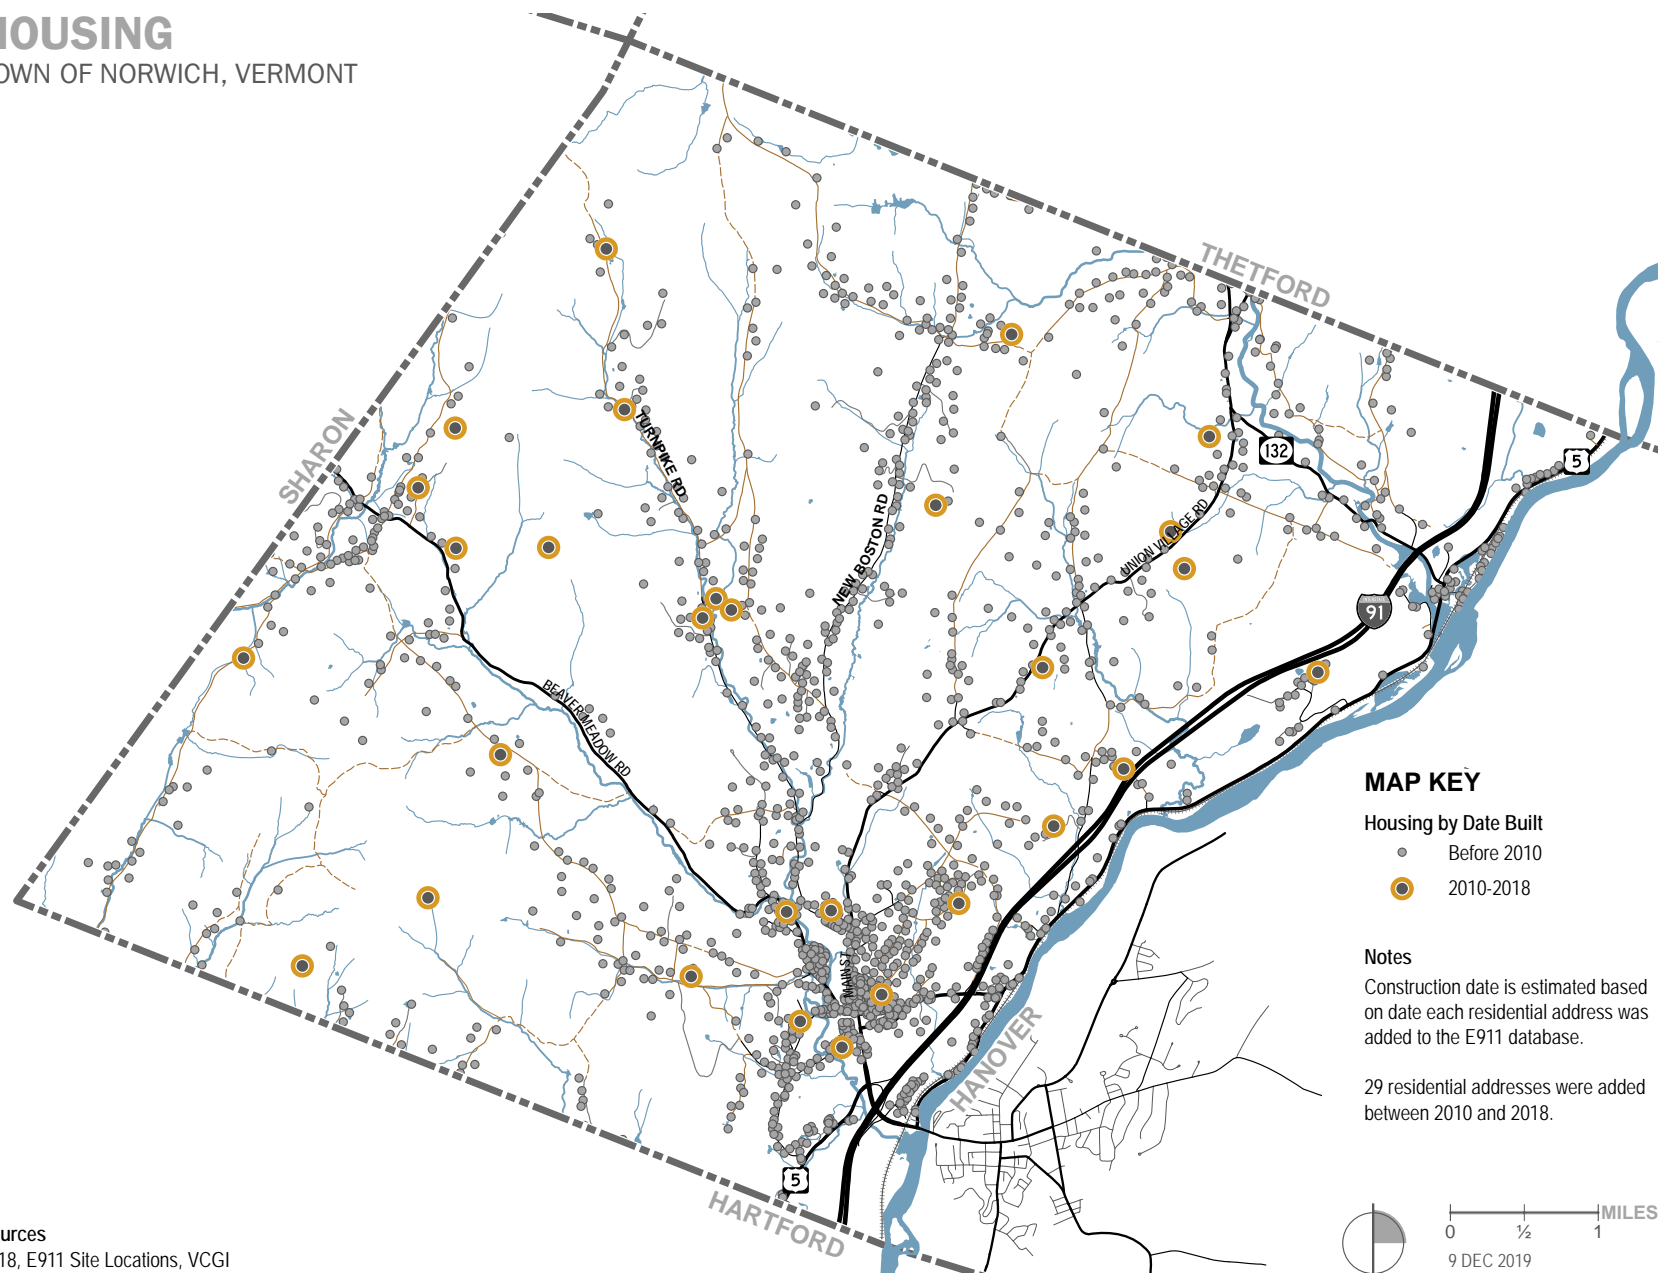 HOUSING
OWN OF NORWICH, VERMONT
THETFORD
SHARON
TURNPIKE RD
132
5
NEW BOSTON RD
UNION VILLAGE RD
INTERSTATE
91
BEAVER MEADOW RD
MAIN ST
HANOVER
5
HARTFORD
MAP KEY
Housing by Date Built
Before 2010
2010-2018
Notes
Construction date is estimated based
on date each residential address was
added to the E911 database.
29 residential addresses were added
between 2010 and 2018.
MILES
0 ½ 1
9 DEC 2019
urces
18, E911 Site Locations, VCGI